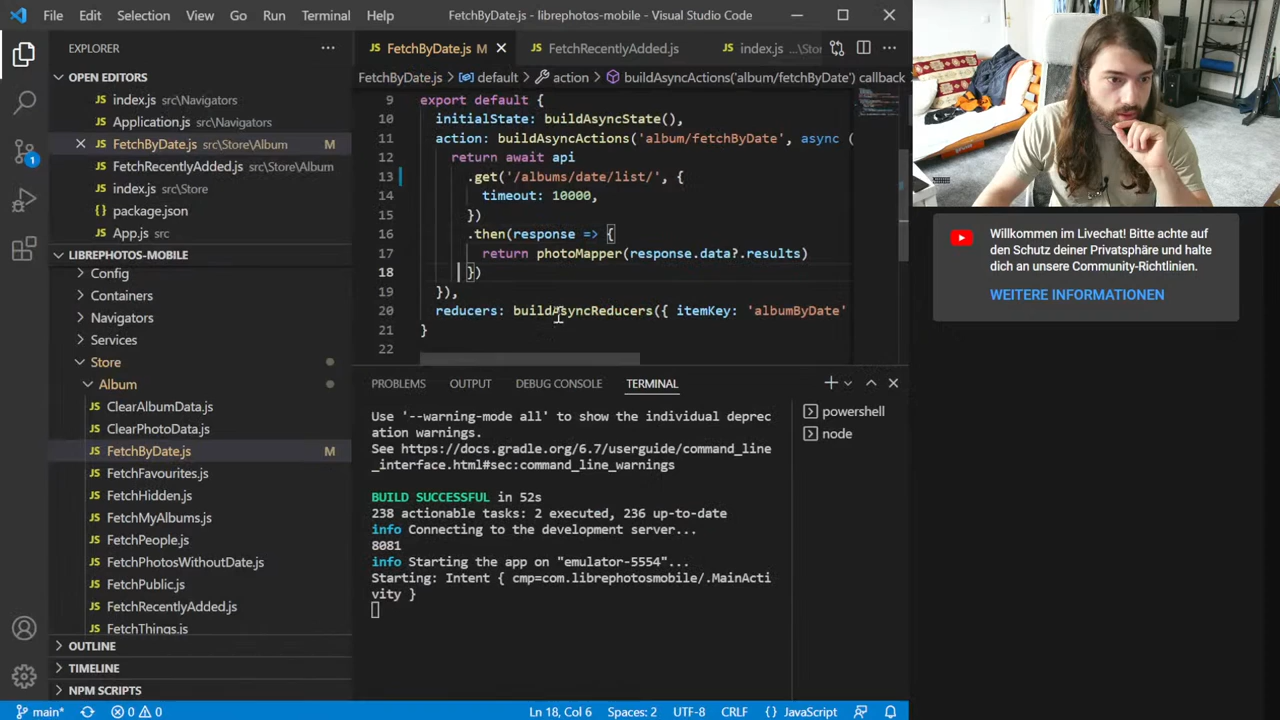 File Edit Selection View Go Run Terminal Help FetchByDate.js - librephotos-mobile - Visual Studio Code
EXPLORER
OPEN EDITORS
index.js src\Navigators
Application.js src\Navigators
FetchByDate.js src\Store\Album M
FetchRecentlyAdded.js src\Store\Album
index.js src\Store
package.json
App.js src
LIBREPHOTOS-MOBILE
Config
Containers
Navigators
Services
Store
Album
ClearAlbumData.js
ClearPhotoData.js
FetchByDate.js M
FetchFavourites.js
FetchHidden.js
FetchMyAlbums.js
FetchPeople.js
FetchPhotosWithoutDate.js
FetchPublic.js
FetchRecentlyAdded.js
FetchThings.js
OUTLINE
TIMELINE
NPM SCRIPTS
FetchByDate.js M FetchRecentlyAdded.js index.js ...\Sto
FetchByDate.js > default > action > buildAsyncActions('album/fetchByDate') callback
9 export default {
10 initialState: buildAsyncState(),
11 action: buildAsyncActions('album/fetchByDate', async (
12 return await api
13 .get('/albums/date/list/', {
14 timeout: 10000,
15 })
16 .then(response => {
17 return photoMapper(response.data?.results)
18 })
19 }),
20 reducers: buildAsyncReducers({ itemKey: 'albumByDate'
21 }
22
PROBLEMS OUTPUT DEBUG CONSOLE TERMINAL
Use '--warning-mode all' to show the individual deprec
ation warnings.
See https://docs.gradle.org/6.7/userguide/command_line
_interface.html#sec:command_line_warnings
BUILD SUCCESSFUL in 52s
238 actionable tasks: 2 executed, 236 up-to-date
info Connecting to the development server...
8081
info Starting the app on "emulator-5554"...
Starting: Intent { cmp=com.librephotosmobile/.MainActi
vity }
powershell
node
1
main* 0 0 Ln 18, Col 6 Spaces: 2 UTF-8 CRLF {} JavaScript
Willkommen im Livechat! Bitte achte auf
den Schutz deiner Privatsphäre und halte
dich an unsere Community-Richtlinien.
WEITERE INFORMATIONEN